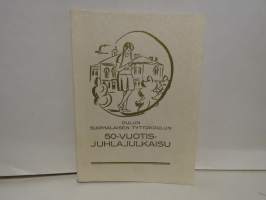 OULUN
SUOMALAISEN TYTTÖKOULUN
50-VUOTIS-
JUHLAJULKAISU